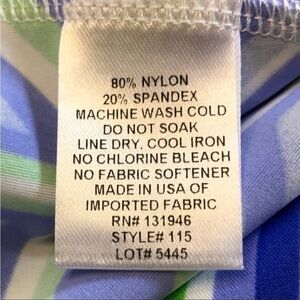 80% NYLON
20% SPANDEX
MACHINE WASH COLD
DO NOT SOAK
LINE DRY, COOL IRON
NO CHLORINE BLEACH
NO FABRIC SOFTENER
MADE IN USA OF
IMPORTED FABRIC
RN# 131946
STYLE# 115
LOT# 5445